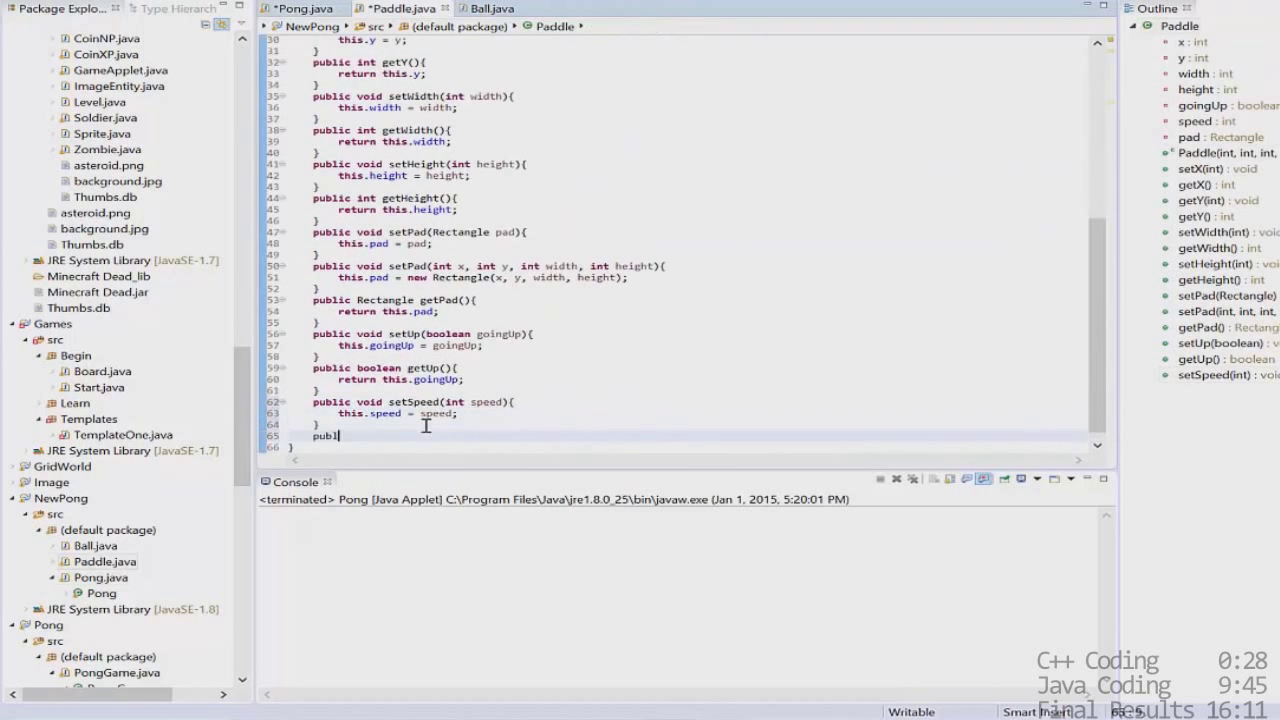 Package Explo...
Type Hierarch
CoinNP.java
CoinXP.java
GameApplet.java
ImageEntity.java
Level.java
Soldier.java
Sprite.java
Zombie.java
asteroid.png
background.jpg
Thumbs.db
asteroid.png
background.jpg
Thumbs.db
JRE System Library [JavaSE-1.7]
Minecraft Dead_lib
Minecraft Dead.jar
Thumbs.db
Games
src
Begin
Board.java
Start.java
Learn
Templates
TemplateOne.java
JRE System Library [JavaSE-1.7]
GridWorld
Image
NewPong
src
(default package)
Ball.java
Paddle.java
Pong.java
Pong
JRE System Library [JavaSE-1.8]
Pong
src
(default package)
PongGame.java
*Pong.java
*Paddle.java
Ball.java
NewPong
src
(default package)
Paddle
30 this.y = y;
31 }
32 public int getY(){
33 return this.y;
34 }
35 public void setWidth(int width){
36 this.width = width;
37 }
38 public int getWidth(){
39 return this.width;
40 }
41 public void setHeight(int height){
42 this.height = height;
43 }
44 public int getHeight(){
45 return this.height;
46 }
47 public void setPad(Rectangle pad){
48 this.pad = pad;
49 }
50 public void setPad(int x, int y, int width, int height){
51 this.pad = new Rectangle(x, y, width, height);
52 }
53 public Rectangle getPad(){
54 return this.pad;
55 }
56 public void setUp(boolean goingUp){
57 this.goingUp = goingUp;
58 }
59 public boolean getUp(){
60 return this.goingUp;
61 }
62 public void setSpeed(int speed){
63 this.speed = speed;
64 }
65 publ
66 }
Console
<terminated> Pong [Java Applet] C:\Program Files\Java\jre1.8.0_25\bin\javaw.exe (Jan 1, 2015, 5:20:01 PM)
Outline
Paddle
x : int
y : int
width : int
height : int
goingUp : boolean
speed : int
pad : Rectangle
Paddle(int, int, int,
setX(int) : void
getX() : int
getY(int) : void
getY() : int
setWidth(int) : void
getWidth() : int
setHeight(int) : void
getHeight() : int
setPad(Rectangle)
setPad(int, int, int,
getPad() : Rectang
setUp(boolean) : void
getUp() : boolean
setSpeed(int) : void
Writable
Smart Insert
C++ Coding 0:28
Java Coding 9:45
Final Results 16:11